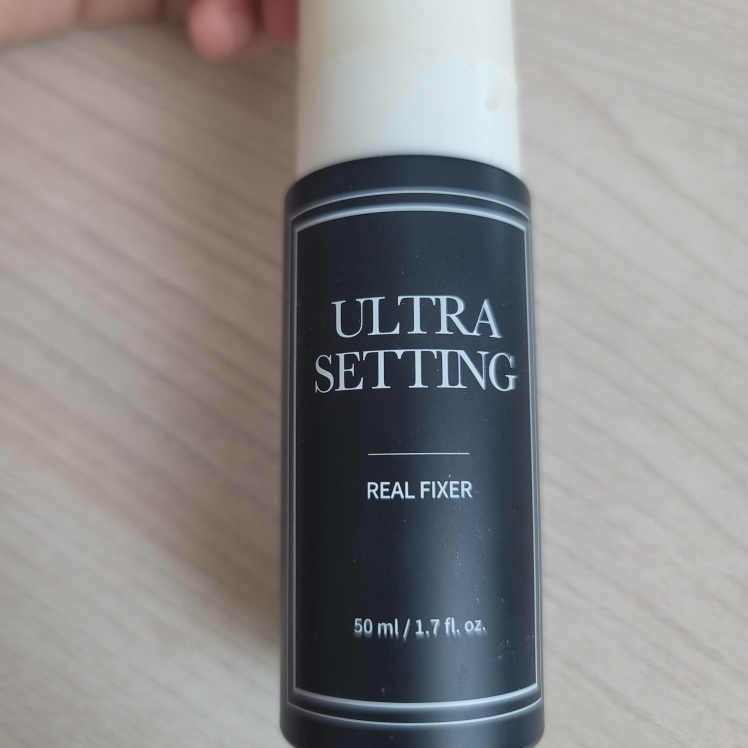 ULTRA
SETTING
REAL FIXER
50 ml / 1.7 fl. oz.